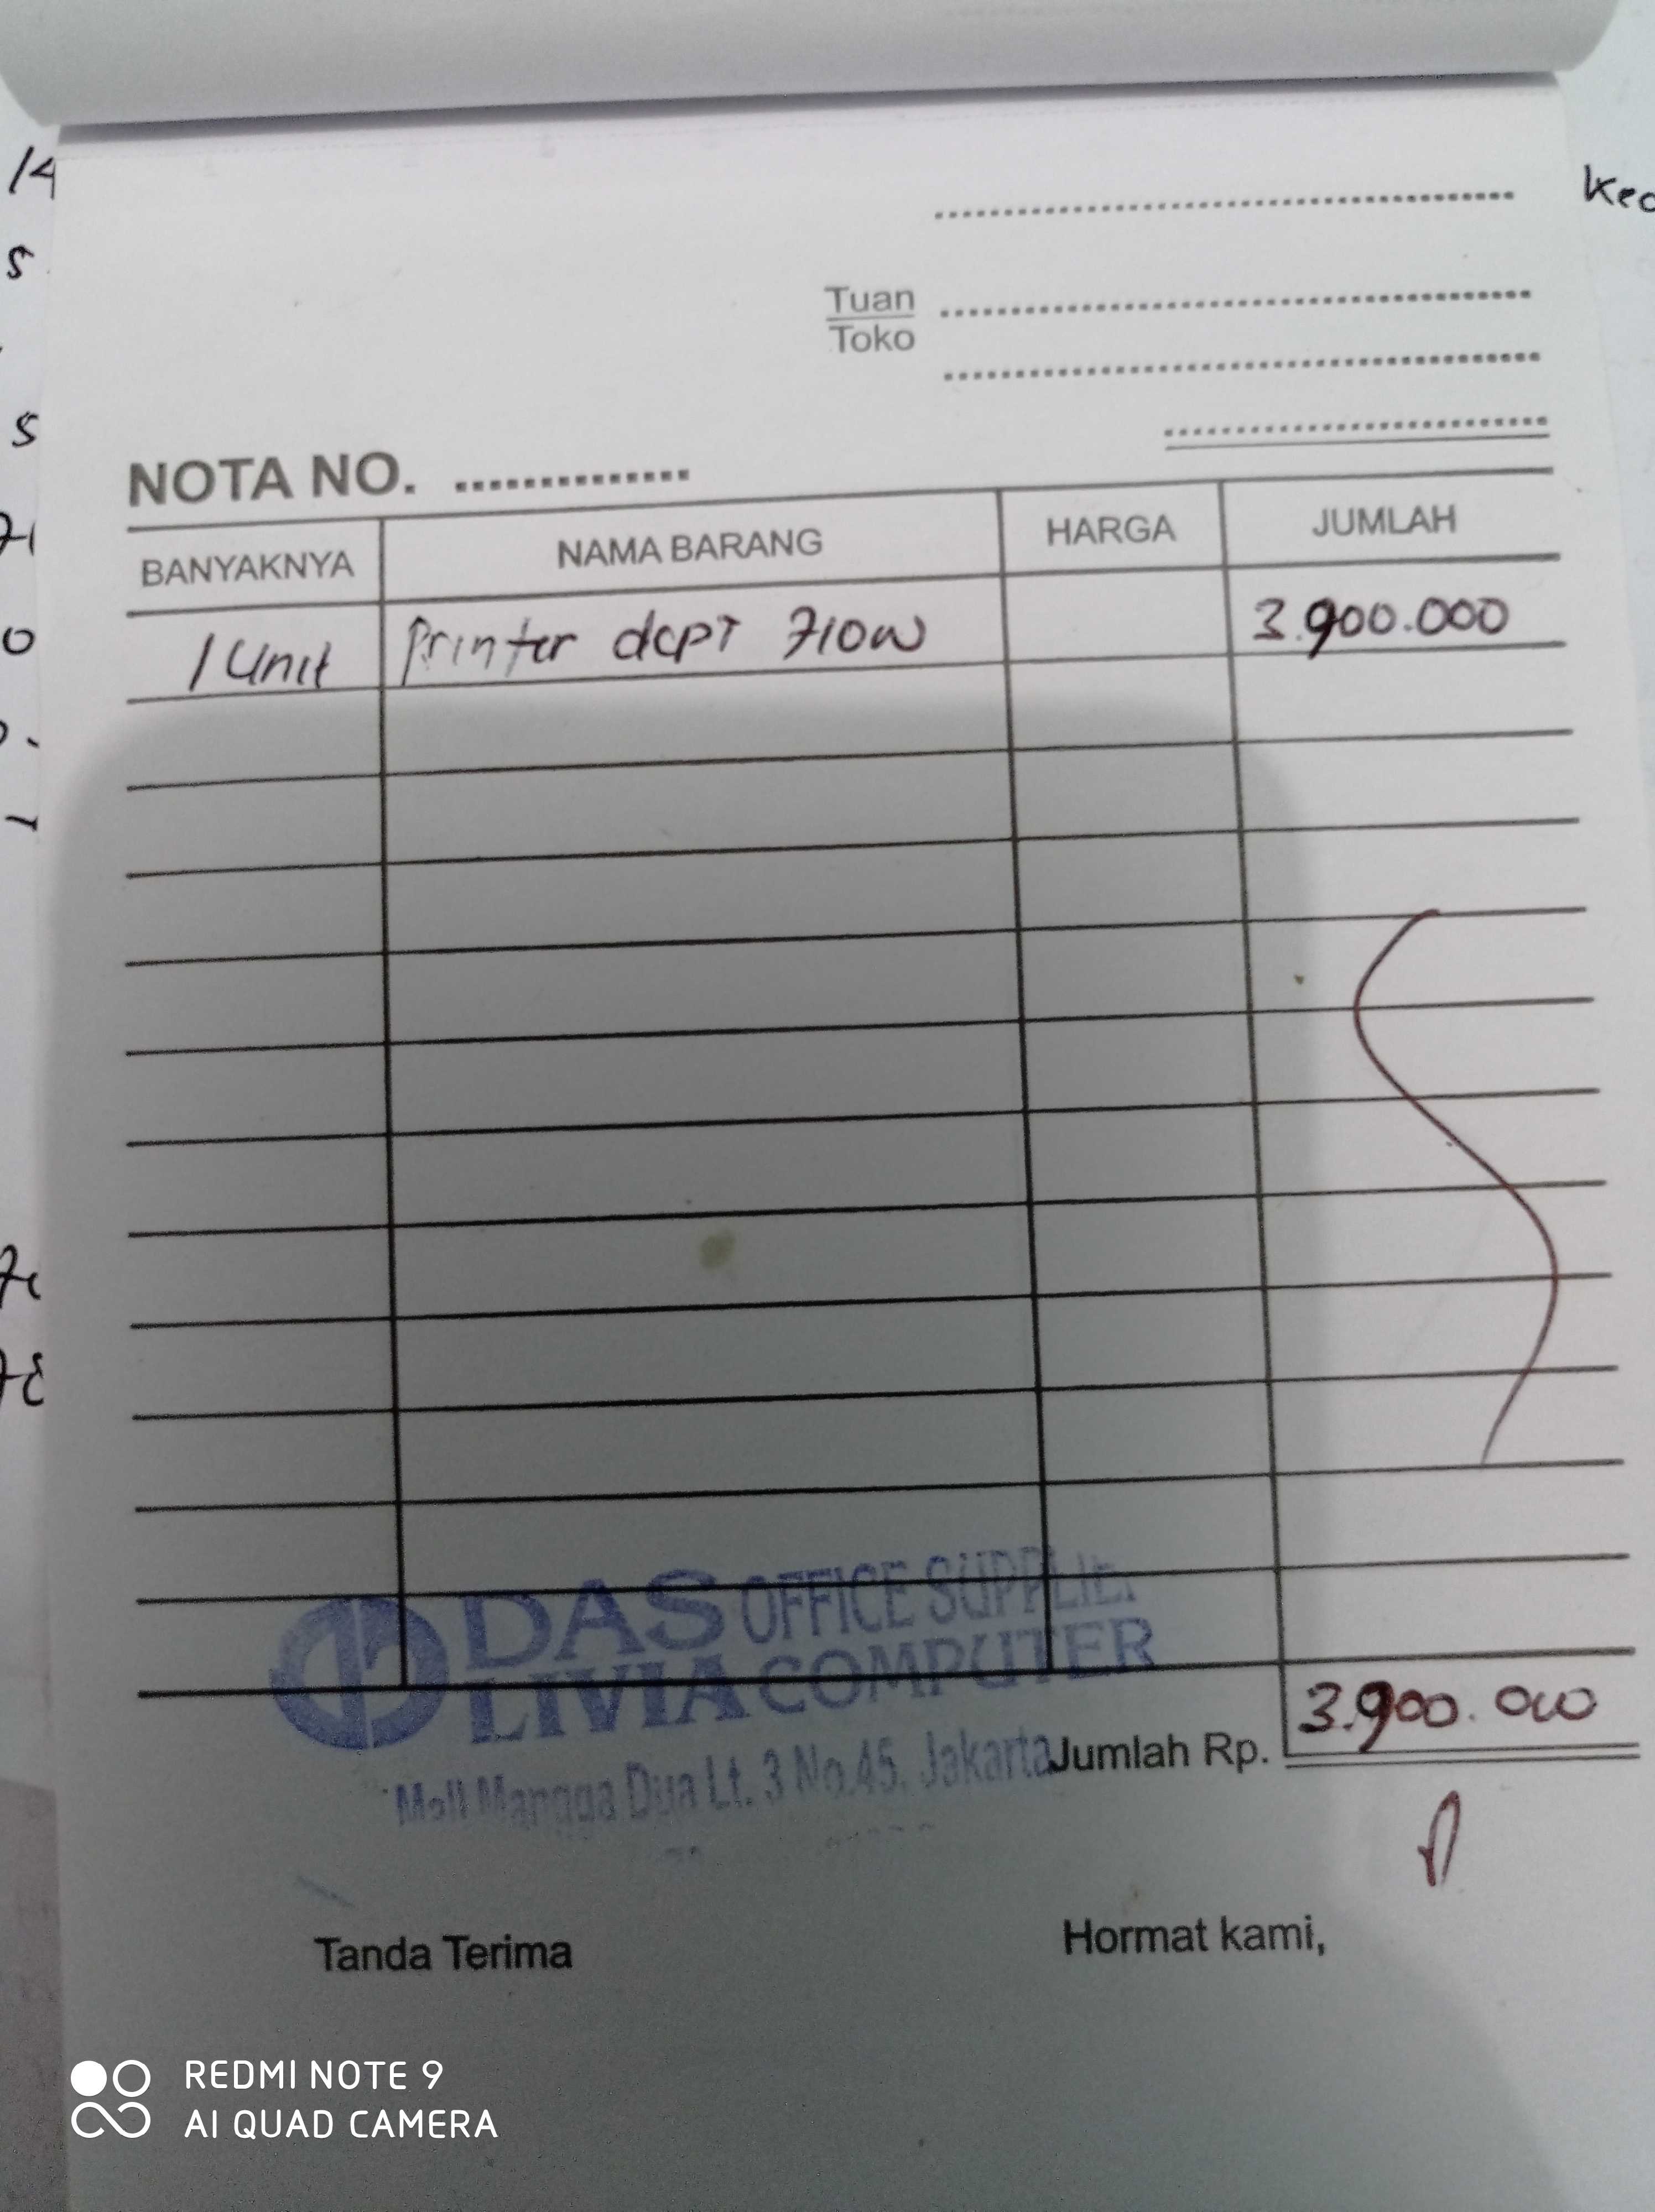 Tuan
Toko
NOTA NO.
BANYAKNYA NAMA BARANG HARGA JUMLAH
1 Unit Printer dcpT 710W 3.900.000
DAS OFFICE SUPPLIE
LIVIA COMPUTER
Mall Mangga Dua Lt. 3 No.45. Jakarta
Jumlah Rp. 3.900.000
Tanda Terima Hormat kami,
REDMI NOTE 9
AI QUAD CAMERA